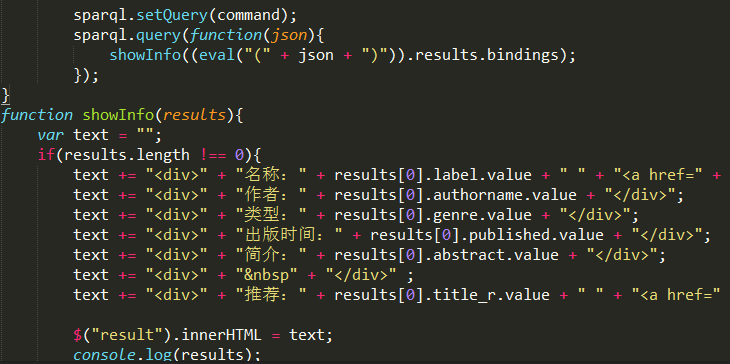 sparql.setQuery(command);
sparql.query(function(json){
showInfo((eval("(" + json + ")")).results.bindings);
});
}
function showInfo(results){
var text = "";
if(results.length !== 0){
text += "<div>" + "名称：" + results[0].label.value + " " + "<a href=" +
text += "<div>" + "作者：" + results[0].authorname.value + "</div>";
text += "<div>" + "类型：" + results[0].genre.value + "</div>";
text += "<div>" + "出版时间：" + results[0].published.value + "</div>";
text += "<div>" + "简介：" + results[0].abstract.value + "</div>";
text += "<div>" + "&nbsp" + "</div>" ;
text += "<div>" + "推荐：" + results[0].title_r.value + " " + "<a href="
$("result").innerHTML = text;
console.log(results);